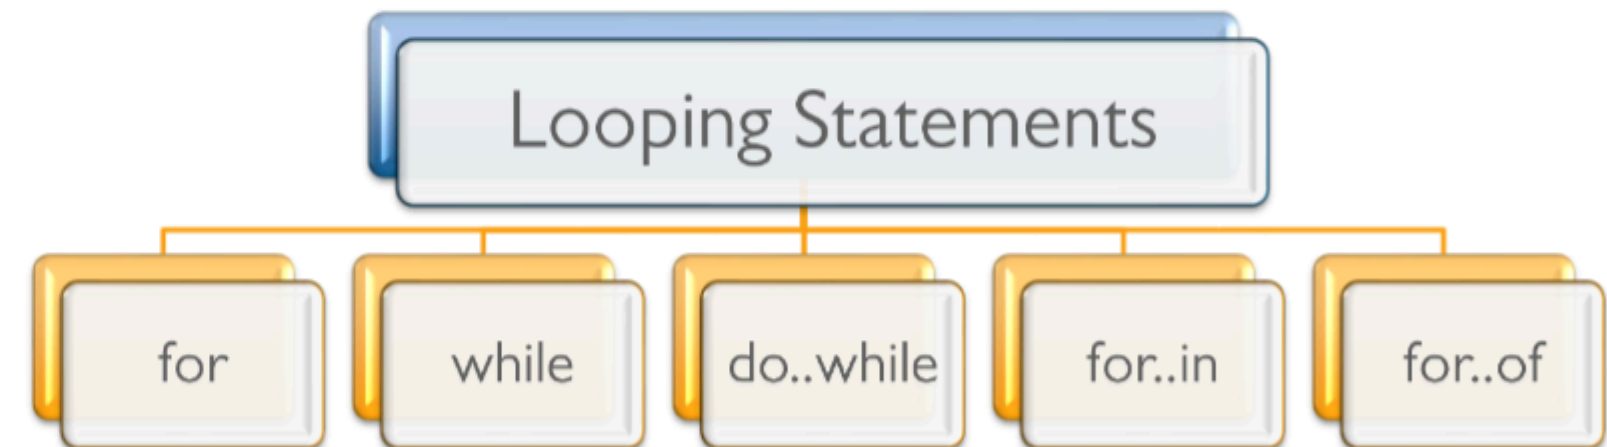 Looping Statements
for
while
do..while
for..in
for..of